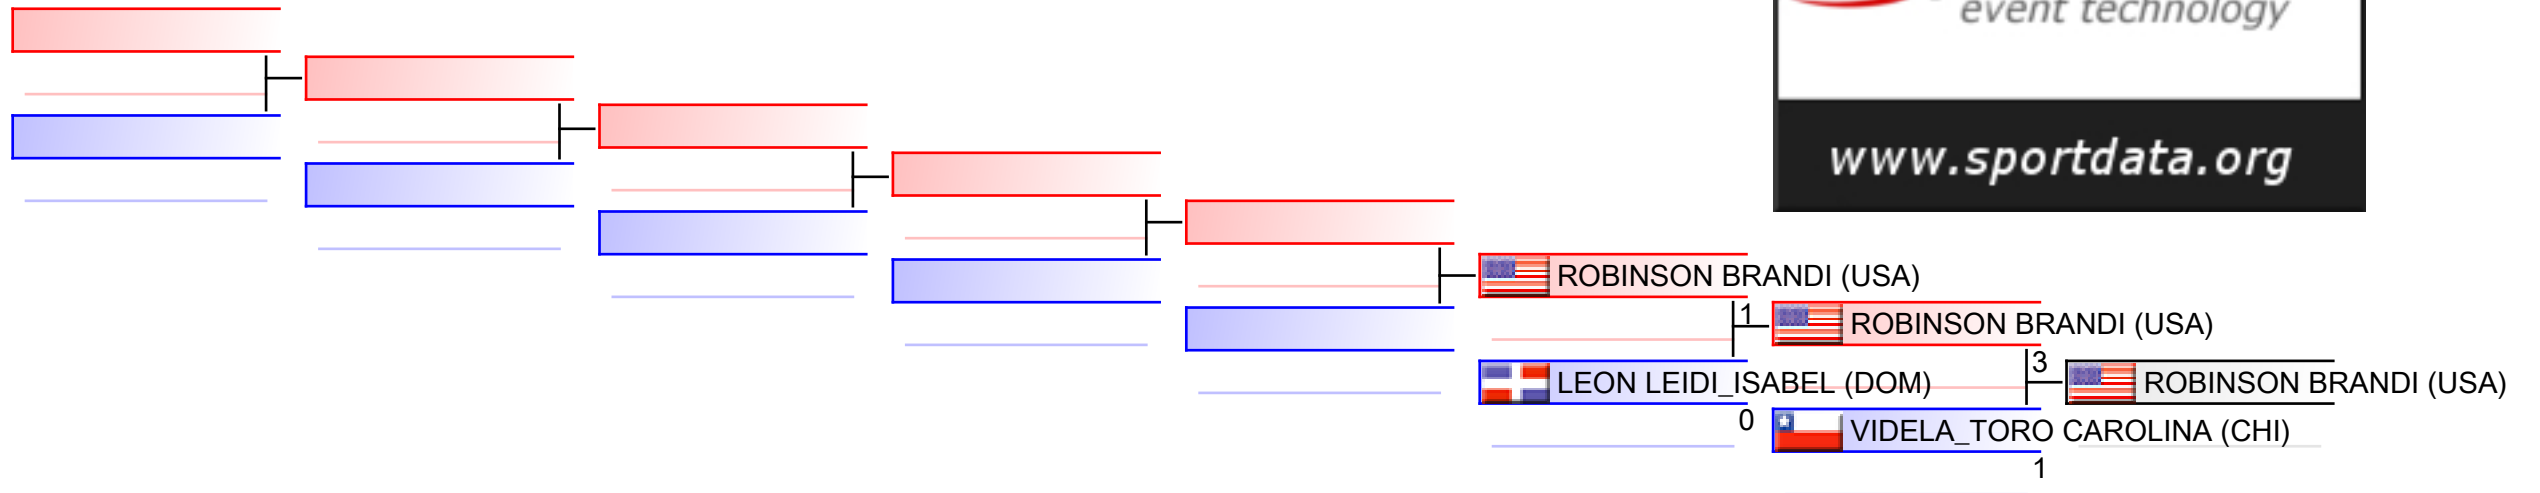 event technology
www.sportdata.org
ROBINSON BRANDI (USA)
1
ROBINSON BRANDI (USA)
3
LEON LEIDI_ISABEL (DOM)
ROBINSON BRANDI (USA)
0
VIDELA_TORO CAROLINA (CHI)
1